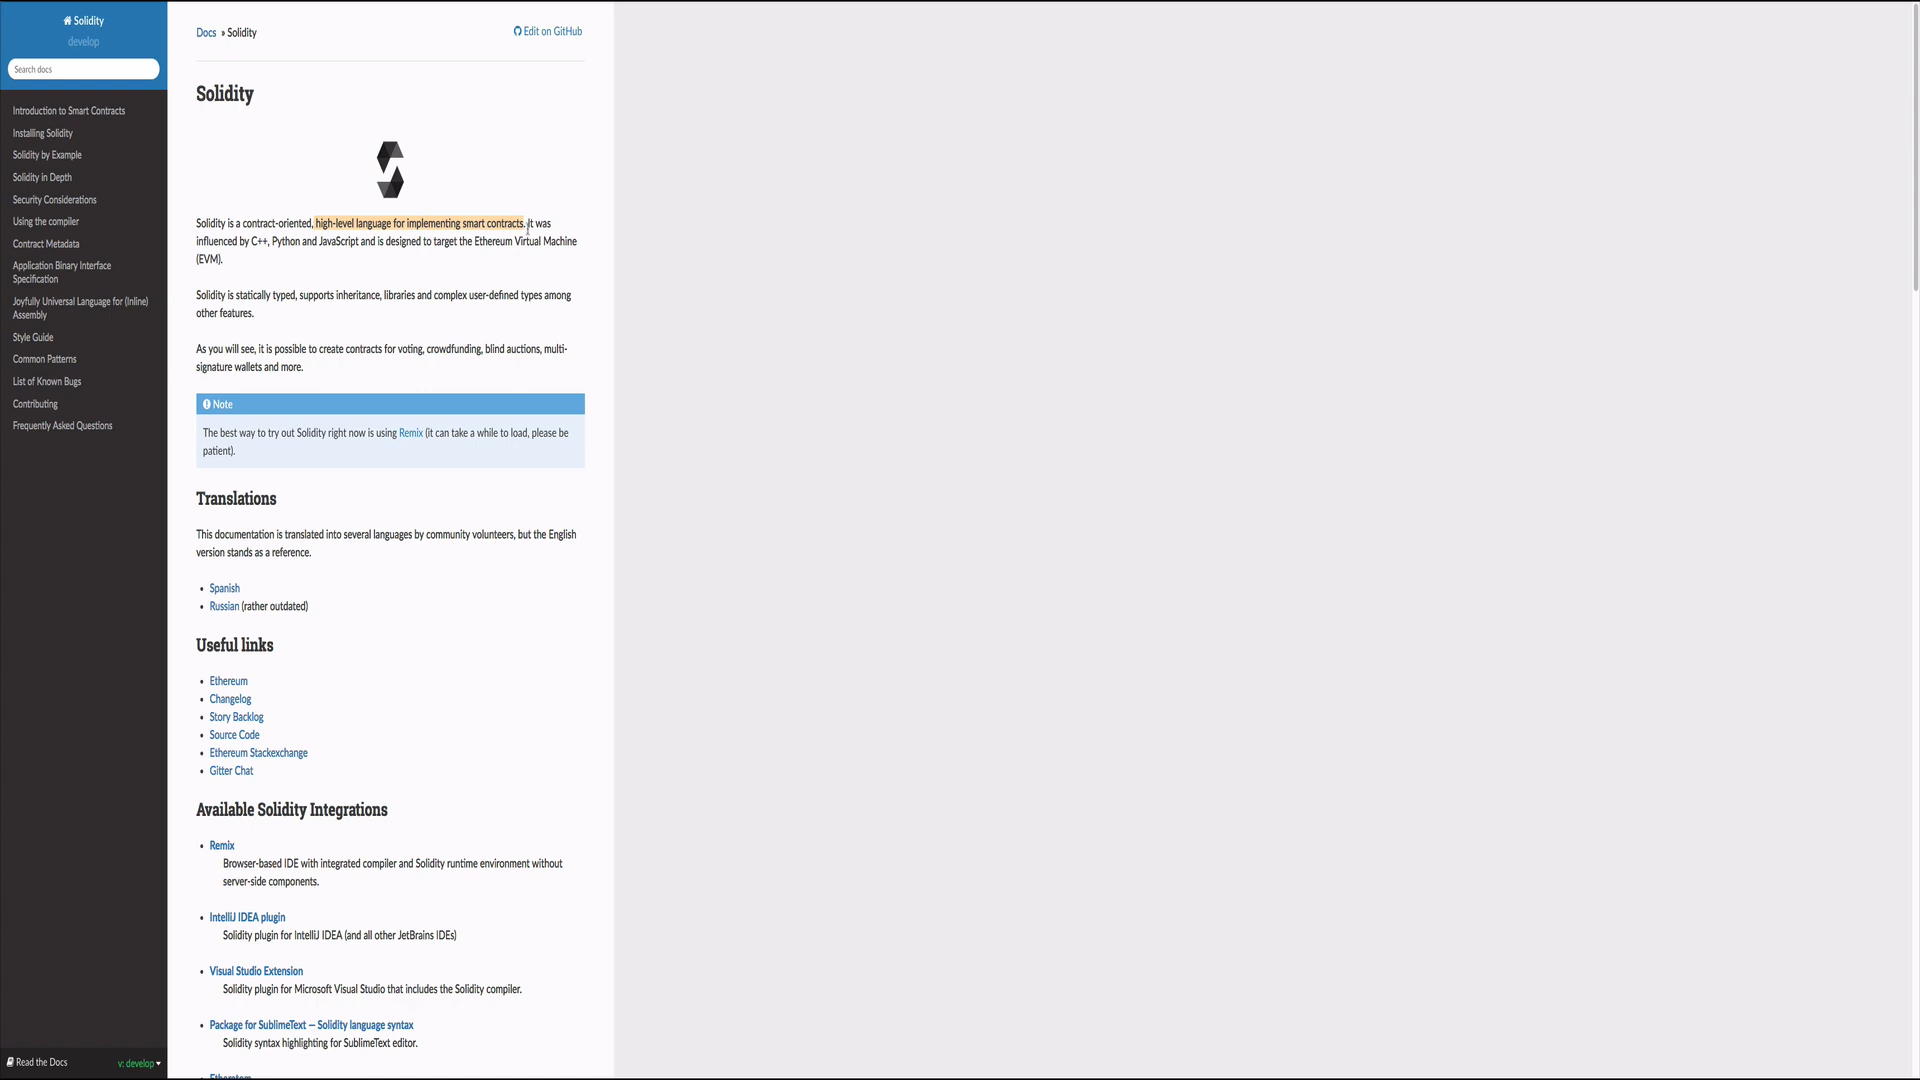 Solidity
develop
Search docs
Introduction to Smart Contracts
Installing Solidity
Solidity by Example
Solidity in Depth
Security Considerations
Using the compiler
Contract Metadata
Application Binary Interface
Specification
Joyfully Universal Language for (Inline)
Assembly
Style Guide
Common Patterns
List of Known Bugs
Contributing
Frequently Asked Questions
Read the Docs
v: develop
Docs » Solidity
Edit on GitHub
Solidity
Solidity is a contract-oriented, high-level language for implementing smart contracts. It was
influenced by C++, Python and JavaScript and is designed to target the Ethereum Virtual Machine
(EVM).
Solidity is statically typed, supports inheritance, libraries and complex user-defined types among
other features.
As you will see, it is possible to create contracts for voting, crowdfunding, blind auctions, multi-
signature wallets and more.
Note
The best way to try out Solidity right now is using Remix (it can take a while to load, please be
patient).
Translations
This documentation is translated into several languages by community volunteers, but the English
version stands as a reference.
• Spanish
• Russian (rather outdated)
Useful links
• Ethereum
• Changelog
• Story Backlog
• Source Code
• Ethereum Stackexchange
• Gitter Chat
Available Solidity Integrations
• Remix
Browser-based IDE with integrated compiler and Solidity runtime environment without
server-side components.
• IntelliJ IDEA plugin
Solidity plugin for IntelliJ IDEA (and all other JetBrains IDEs)
• Visual Studio Extension
Solidity plugin for Microsoft Visual Studio that includes the Solidity compiler.
• Package for SublimeText — Solidity language syntax
Solidity syntax highlighting for SublimeText editor.
• Etheratom